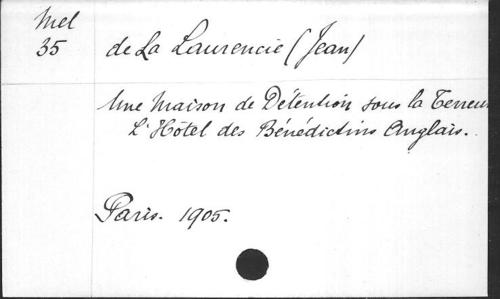 Mel
35
de La Laurencie (Jean)
Une Maison de Détention sous la Terreur
L'Hôtel des Bénédictins Anglais.
Paris. 1905.